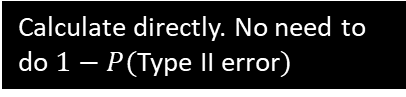 Calculate directly. No need to
do 1 − P(Type II error)